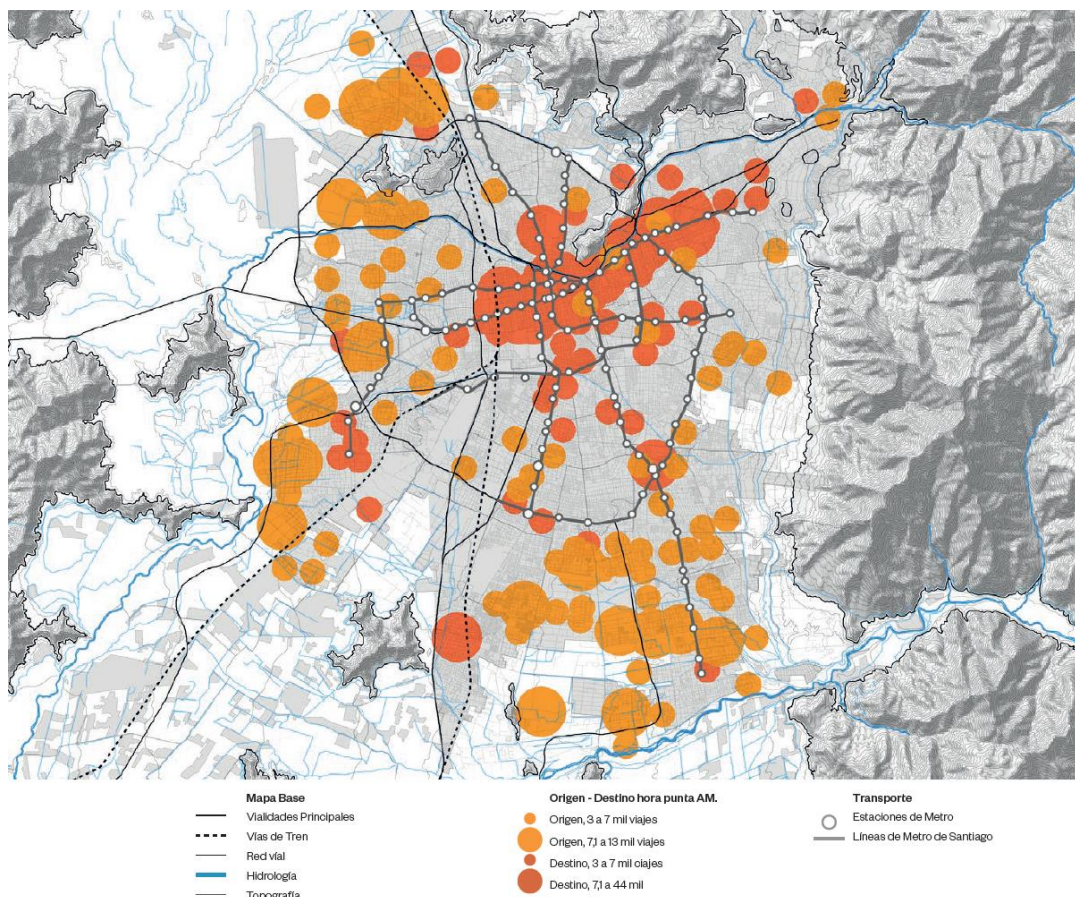 Mapa Base
Vialidades Principales
Vías de Tren
Red víal
Hidrología
Topografía
Origen - Destino hora punta AM.
Origen, 3 a 7 mil viajes
Origen, 7,1 a 13 mil viajes
Destino, 3 a 7 mil ciajes
Destino, 7,1 a 44 mil
Transporte
Estaciones de Metro
Líneas de Metro de Santiago